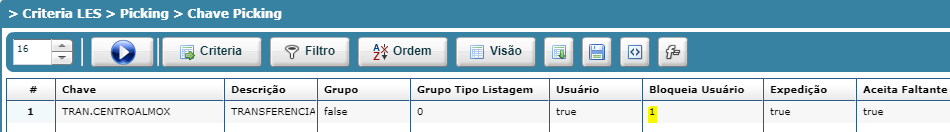 > Criteria LES > Picking > Chave Picking
16 Criteria Filtro Ordem Visão
# Chave Descrição Grupo Grupo Tipo Listagem Usuário Bloqueia Usuário Expedição Aceita Faltante
1 TRAN.CENTROALMOX TRANSFERENCIA false 0 true 1 true true